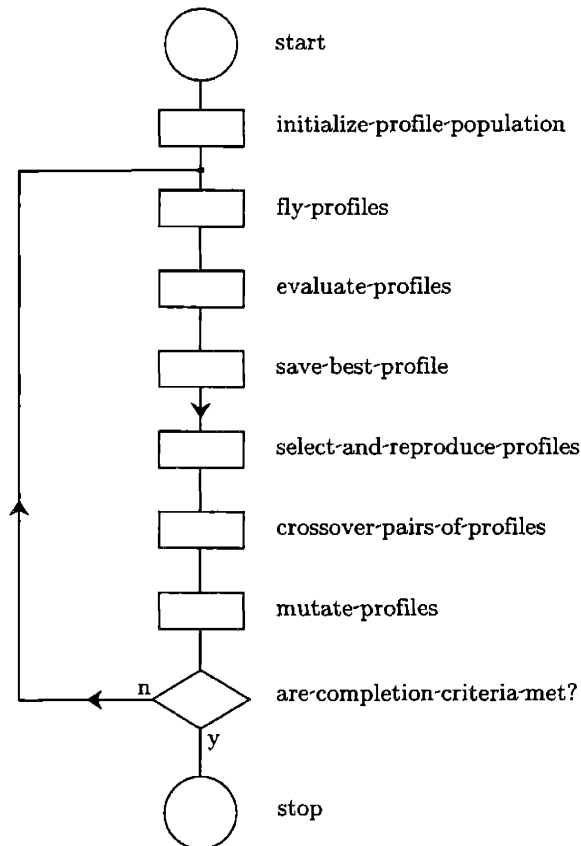 start
initialize-profile-population
fly-profiles
evaluate-profiles
save-best-profile
select-and-reproduce-profiles
crossover-pairs-of-profiles
mutate-profiles
n
are-completion-criteria-met?
y
stop